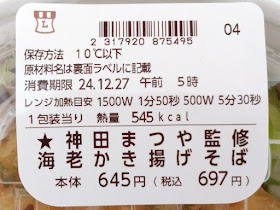 L
04
2 317920 875495
保存方法 10℃以下
原材料名は裏面ラベルに記載
消費期限 24.12.27 午前 5時
レンジ加熱目安 1500W 1分50秒 500W 5分30秒
1包装当り 熱量 545kcal
★神田まつや監修
海老かき揚げそば
本体 645円(税込 697円)